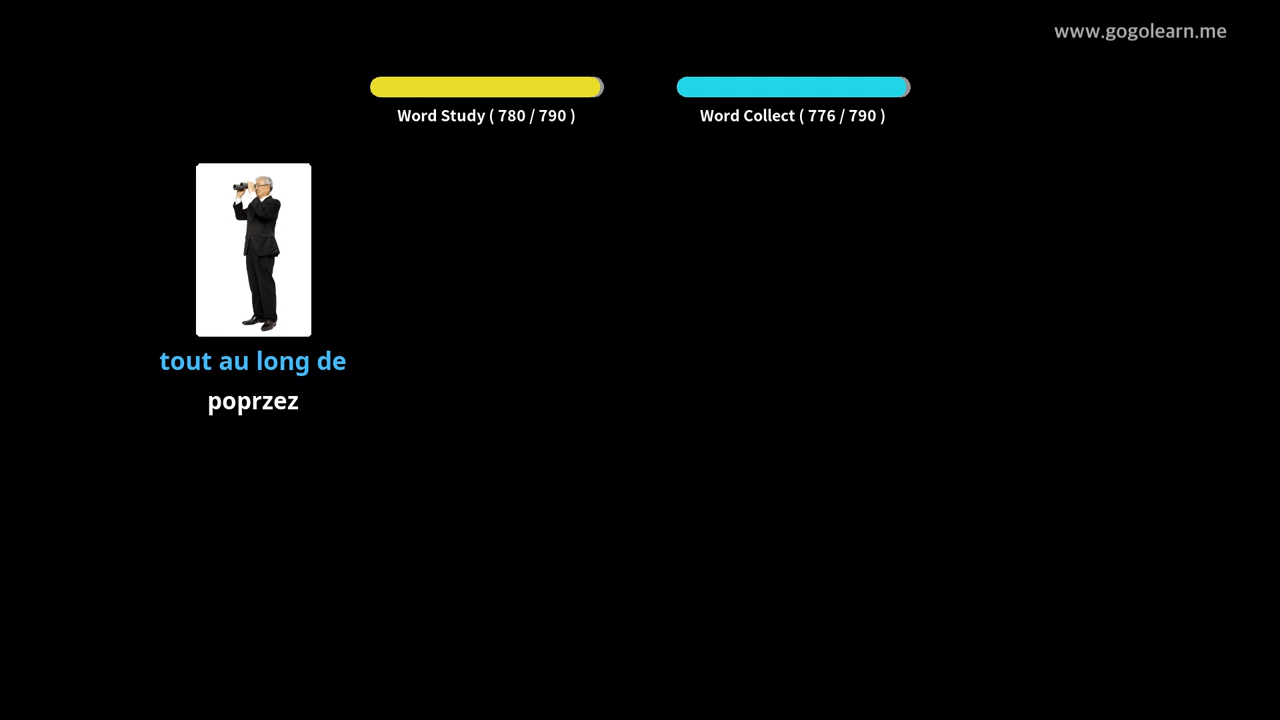 www.gogolearn.me
Word Study ( 780 / 790 )
Word Collect ( 776 / 790 )
tout au long de
poprzez